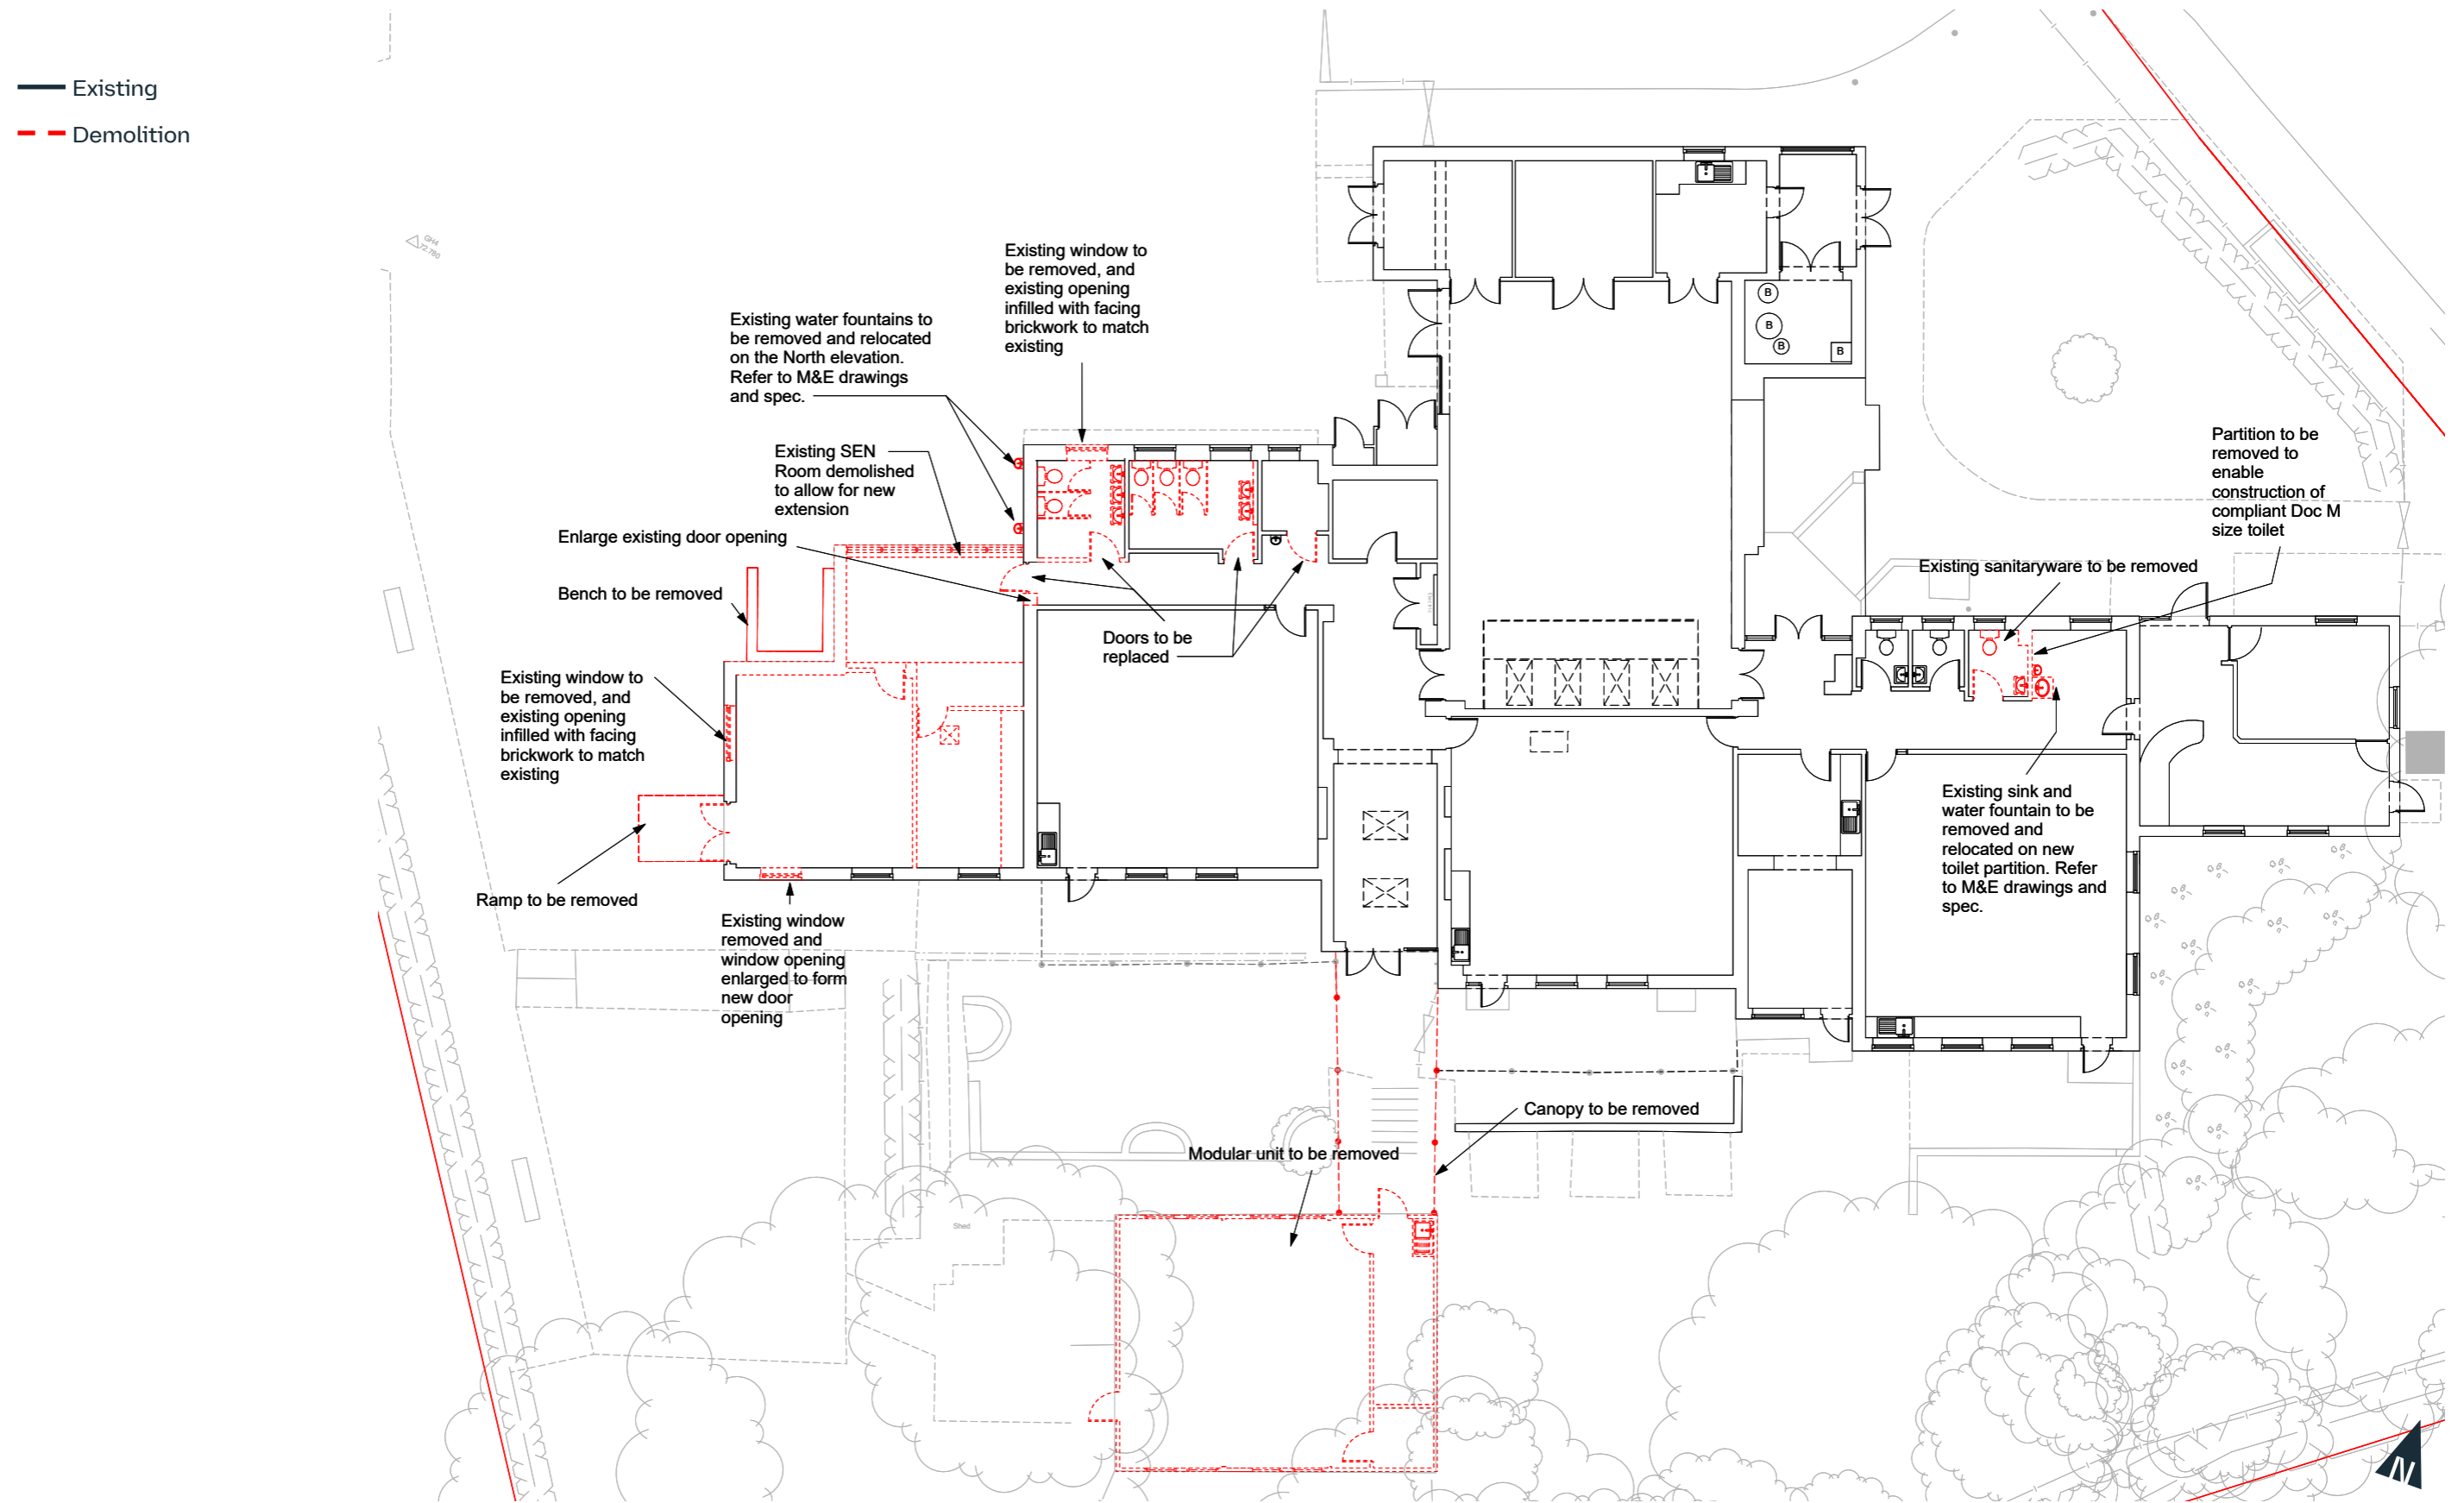 Existing
Demolition
GH4
72.780
Existing window to
be removed, and
existing opening
infilled with facing
brickwork to match
existing
Existing water fountains to
be removed and relocated
on the North elevation.
Refer to M&E drawings
and spec.
Existing SEN
Room demolished
to allow for new
extension
Enlarge existing door opening
Bench to be removed
Doors to be
replaced
Existing window to
be removed, and
existing opening
infilled with facing
brickwork to match
existing
Ramp to be removed
Existing window
removed and
window opening
enlarged to form
new door
opening
B
B
B
B
Partition to be
removed to
enable
construction of
compliant Doc M
size toilet
Existing sanitaryware to be removed
Existing sink and
water fountain to be
removed and
relocated on new
toilet partition. Refer
to M&E drawings and
spec.
Canopy to be removed
Modular unit to be removed
Shed
N